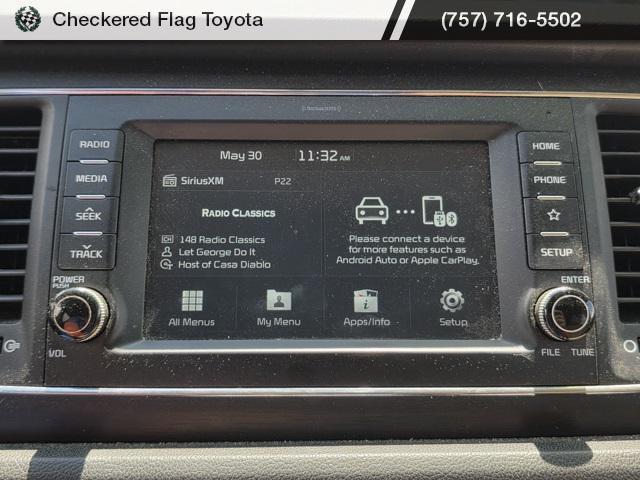 Checkered Flag Toyota
(757) 716-5502
RADIO
MEDIA
SEEK
TRACK
POWER
PUSH
VOL
May 30 11:32 AM
SiriusXM P22
RADIO CLASSICS
CH 148 Radio Classics
Let George Do It
Host of Casa Diablo
Please connect a device
for more features such as
Android Auto or Apple CarPlay.
All Menus
My Menu
Apps/Info
Setup
HOME
PHONE
SETUP
ENTER
FILE
TUNE